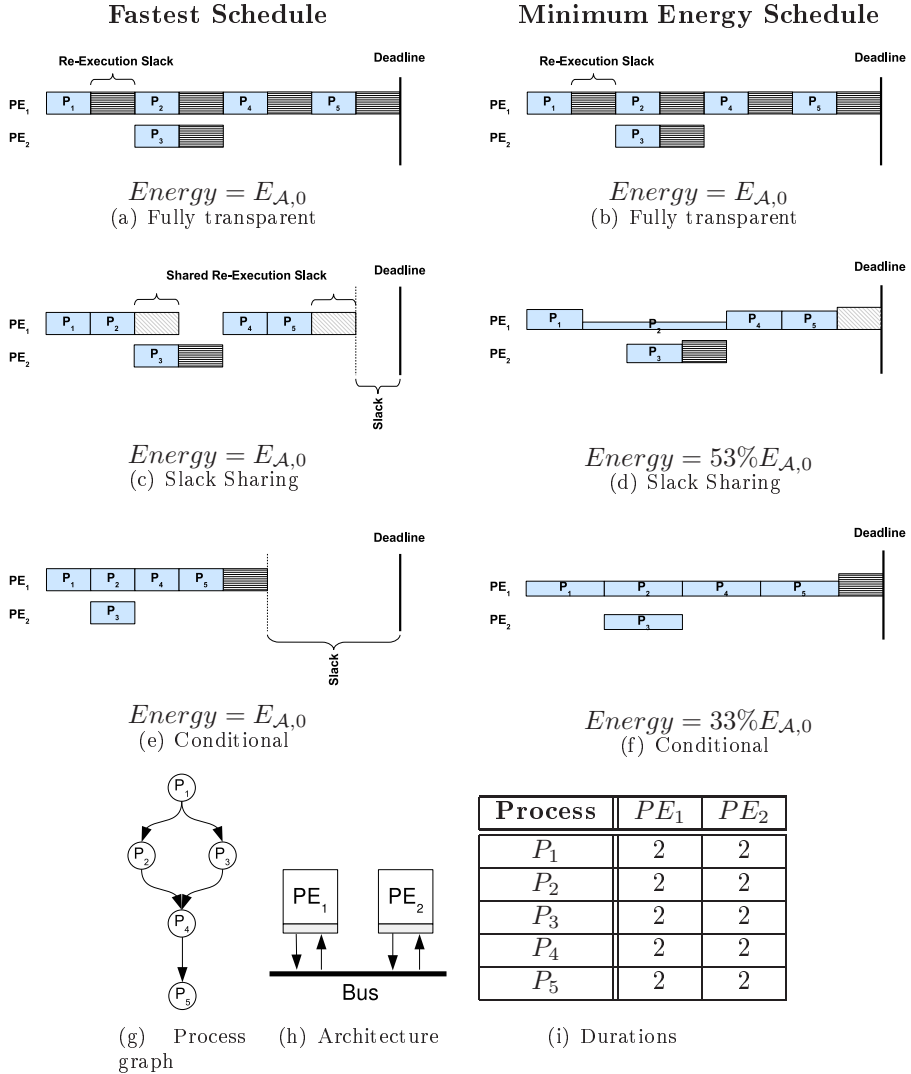 Fastest Schedule
Minimum Energy Schedule
Deadline
Re-Execution Slack
PE1
P1
P2
P4
P5
PE2
P3
Energy = E𝒜,0
(a) Fully transparent
Deadline
Re-Execution Slack
PE1
P1
P2
P4
P5
PE2
P3
Energy = E𝒜,0
(b) Fully transparent
Deadline
Shared Re-Execution Slack
PE1
P1
P2
P4
P5
PE2
P3
Slack
Energy = E𝒜,0
(c) Slack Sharing
Deadline
PE1
P1
P2
P4
P5
PE2
P3
Energy = 53%E𝒜,0
(d) Slack Sharing
Deadline
PE1
P1
P2
P4
P5
PE2
P3
Slack
Energy = E𝒜,0
(e) Conditional
Deadline
PE1
P1
P2
P4
P5
PE2
P3
Energy = 33%E𝒜,0
(f) Conditional
P1
P2
P3
P4
P5
(g) Process
graph
PE1
PE2
Bus
(h) Architecture
Process PE1 PE2
P1 2 2
P2 2 2
P3 2 2
P4 2 2
P5 2 2
(i) Durations